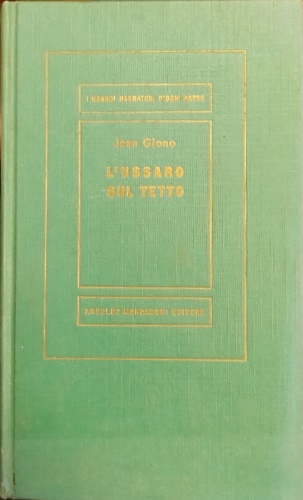 I GRANDI NARRATORI D'OGNI PAESE
Jean Giono
L'USSARO
SUL TETTO
ARNOLDO MONDADORI EDITORE